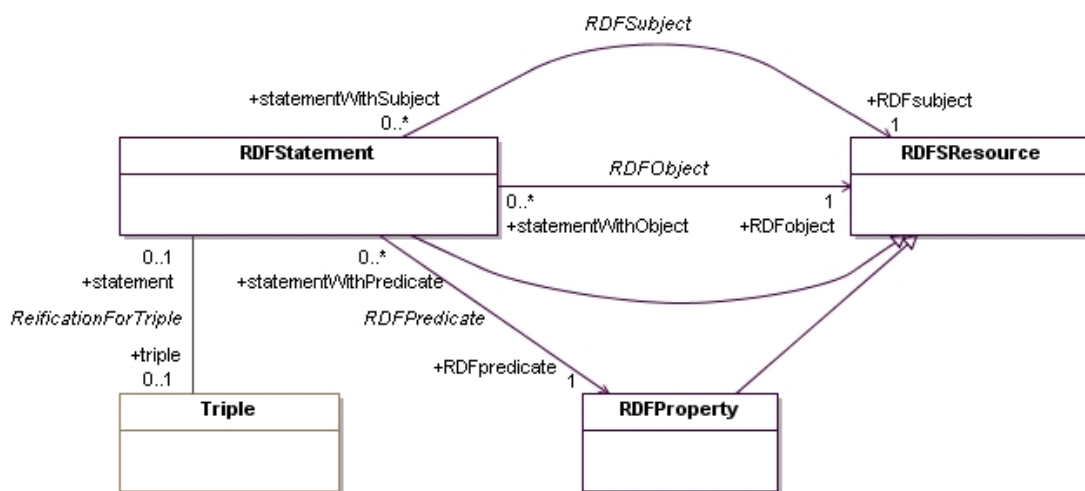 RDFSubject
+statementWithSubject
+RDFsubject
0..*
1
RDFStatement
RDFSResource
RDFObject
0..*
1
+statementWithObject
+RDFobject
0..1
0..*
+statement
+statementWithPredicate
ReificationForTriple
RDFPredicate
+triple
+RDFpredicate
0..1
1
Triple
RDFProperty